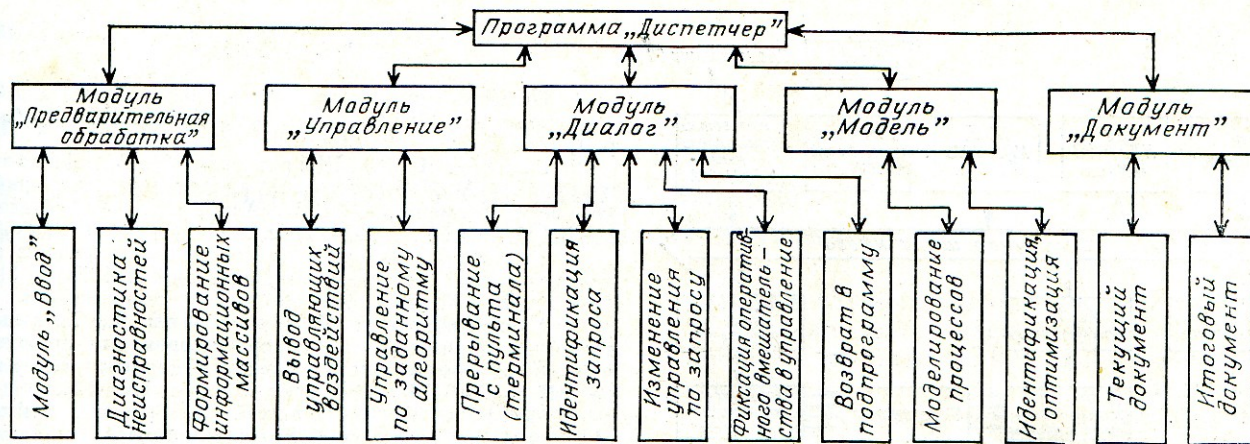 Программа „Диспетчер”
Модуль
„Предварительная
обработка”
Модуль
„Управление”
Модуль
„Диалог”
Модуль
„Модель”
Модуль
„Документ”
Модуль „Ввод”
Диагностика
неисправностей
Формирование
информационных
массивов
Вывод
управляющих
воздействий
Управление
по заданному
алгоритму
Прерывание
с пульта
(терминала)
Идентификация
запроса
Изменение
управления
по запросу
Фиксация оператив-
ного вмешатель-
ства в управление
Возврат в
подпрграмму
Моделирование
процессов
Идентификация,
оптимизация
Текущий
документ
Итоговый
документ